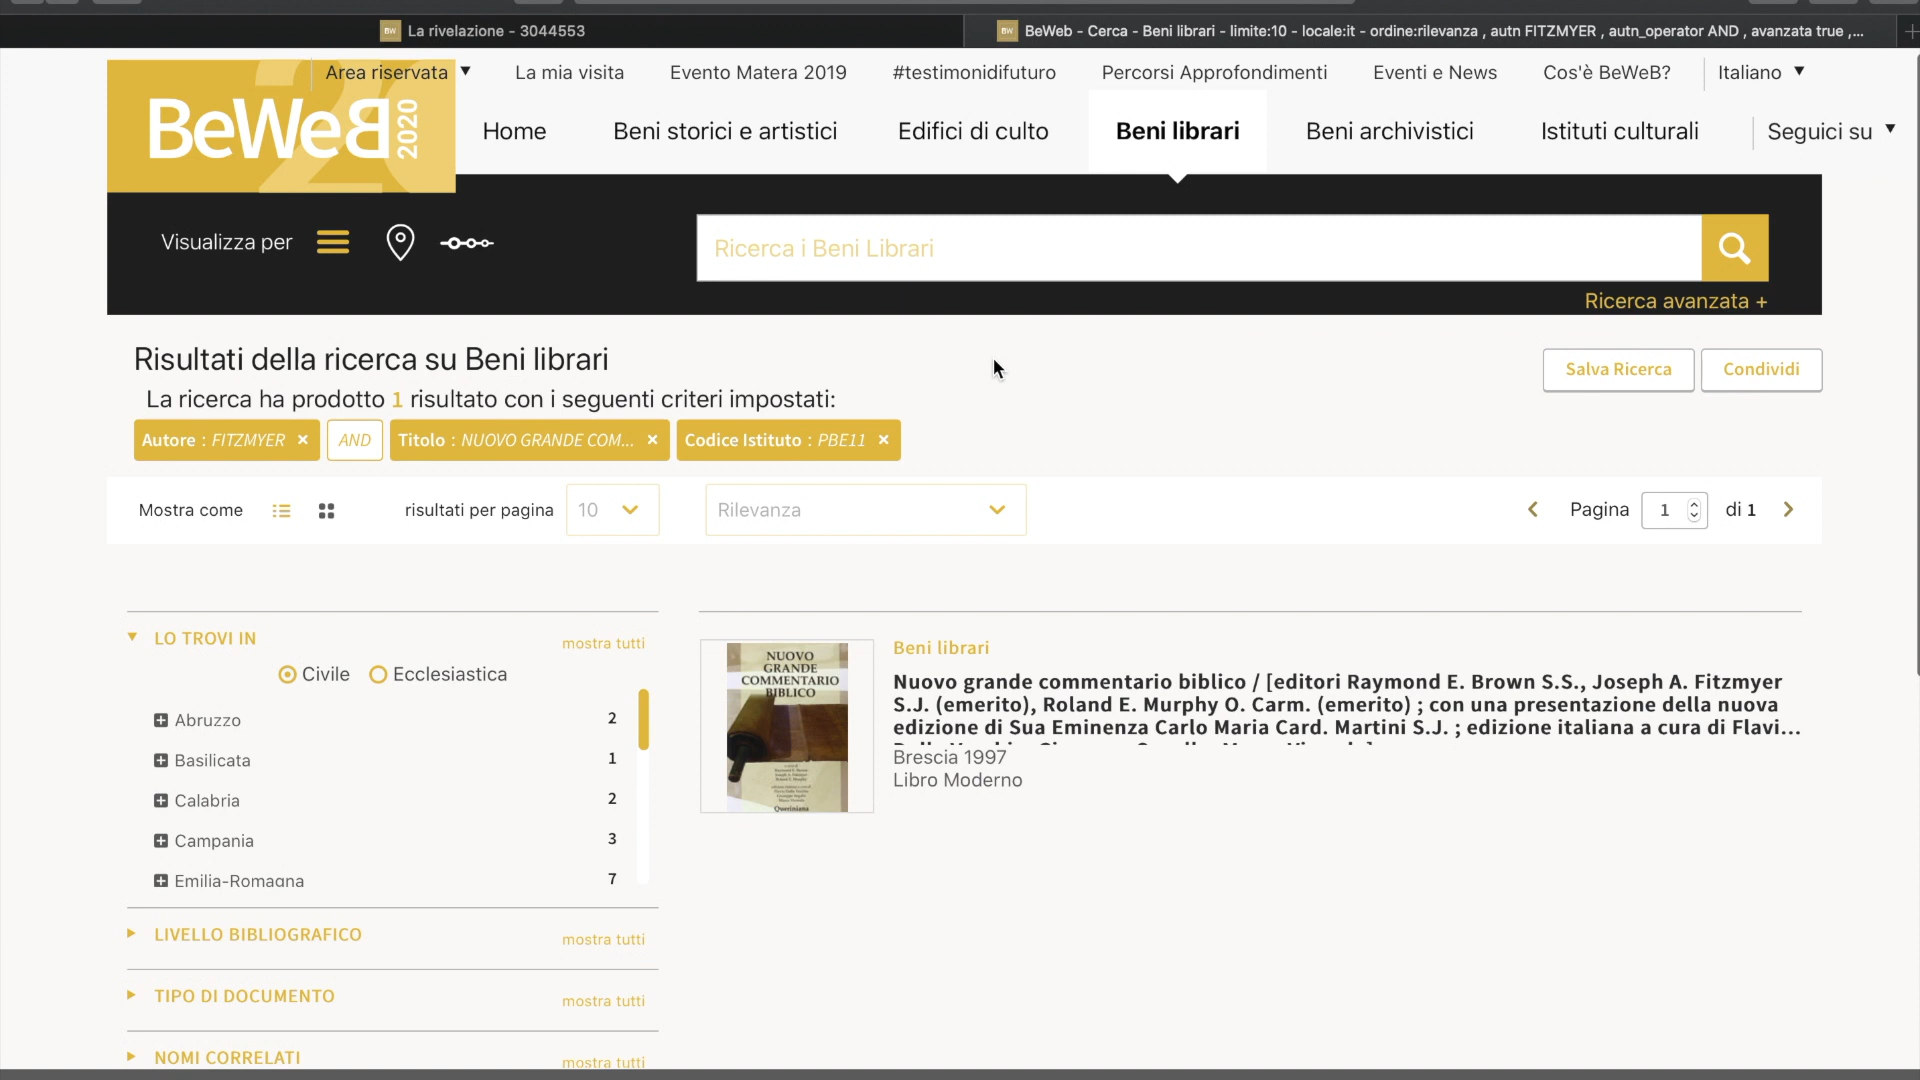 La rivelazione - 3044553
BeWeb - Cerca - Beni librari - limite:10 - locale:it - ordine:rilevanza , autn FITZMYER , autn_operator AND , avanzata true ,...
Area riservata
La mia visita
Evento Matera 2019
#testimonidifuturo
Percorsi Approfondimenti
Eventi e News
Cos'è BeWeB?
Italiano
BeWeB 2020
Home
Beni storici e artistici
Edifici di culto
Beni librari
Beni archivistici
Istituti culturali
Seguici su
Visualizza per
Ricerca i Beni Librari
Ricerca avanzata +
Risultati della ricerca su Beni librari
Salva Ricerca
Condividi
La ricerca ha prodotto 1 risultato con i seguenti criteri impostati:
Autore : FITZMYER ×
AND
Titolo : NUOVO GRANDE COM... ×
Codice Istituto : PBE11 ×
Mostra come
risultati per pagina
10
Rilevanza
Pagina 1 di 1
LO TROVI IN
mostra tutti
Civile
Ecclesiastica
Abruzzo 2
Basilicata 1
Calabria 2
Campania 3
Emilia-Romagna 7
LIVELLO BIBLIOGRAFICO
mostra tutti
TIPO DI DOCUMENTO
mostra tutti
NOMI CORRELATI
mostra tutti
NUOVO
GRANDE
COMMENTARIO
BIBLICO
Queriniana
Beni librari
Nuovo grande commentario biblico / [editori Raymond E. Brown S.S., Joseph A. Fitzmyer
S.J. (emerito), Roland E. Murphy O. Carm. (emerito) ; con una presentazione della nuova
edizione di Sua Eminenza Carlo Maria Card. Martini S.J. ; edizione italiana a cura di Flavi...
Brescia 1997
Libro Moderno